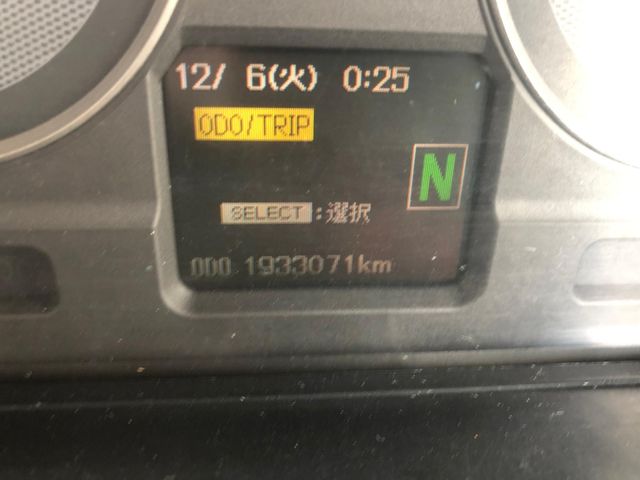 12/ 6(火) 0:25
ODO/TRIP
N
SELECT:選択
ODO 1933071km